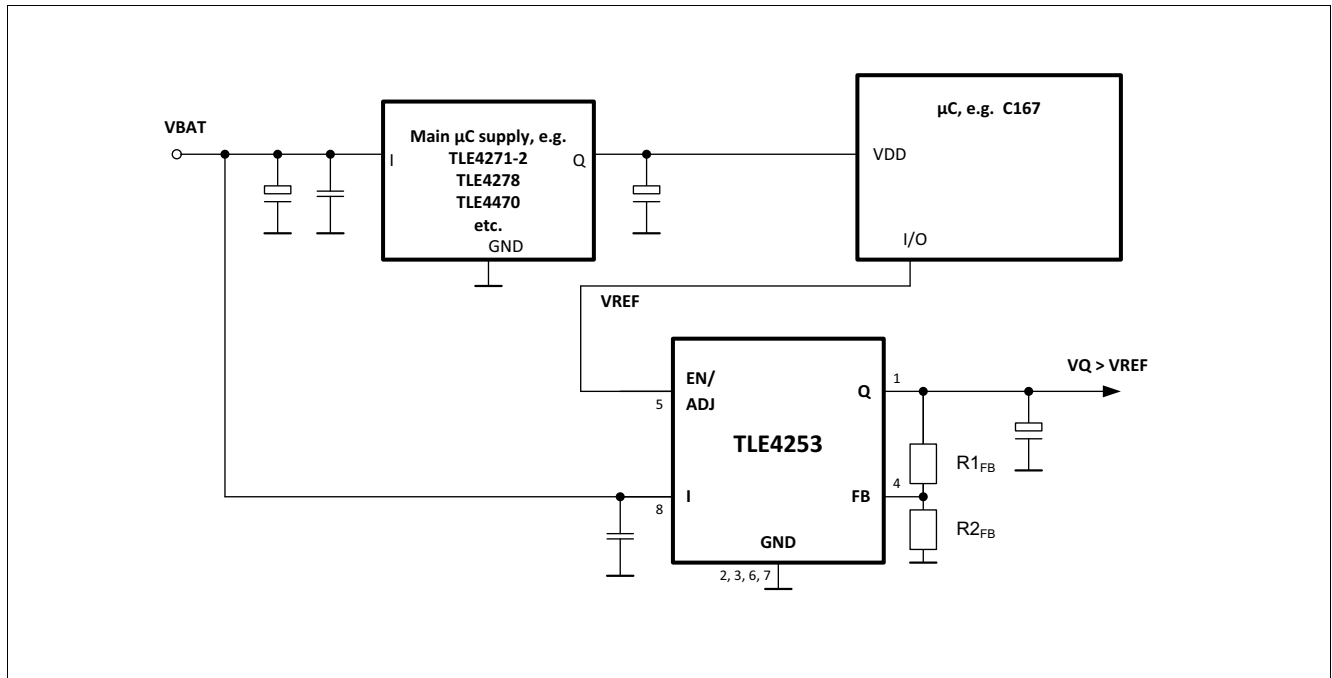 VBAT
I
Main µC supply, e.g.
TLE4271-2
TLE4278
TLE4470
etc.
Q
GND
µC, e.g. C167
VDD
I/O
VREF
EN/
ADJ
5
TLE4253
Q
1
VQ > VREF
R1FB
I
8
FB
4
R2FB
GND
2, 3, 6, 7